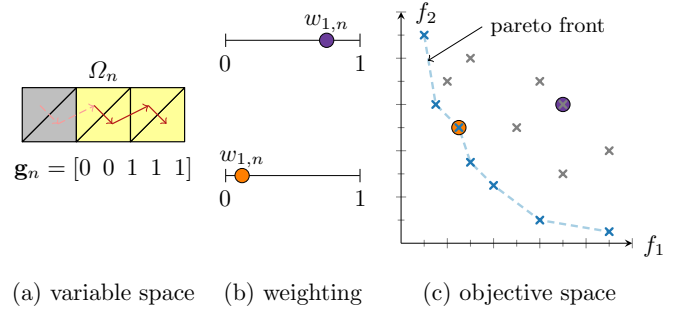 Ωₙ
𝐠ₙ = [0 0 1 1 1]
(a) variable space
w₁,ₙ
0 1
w₁,ₙ
0 1
(b) weighting
f₂
pareto front
f₁
(c) objective space